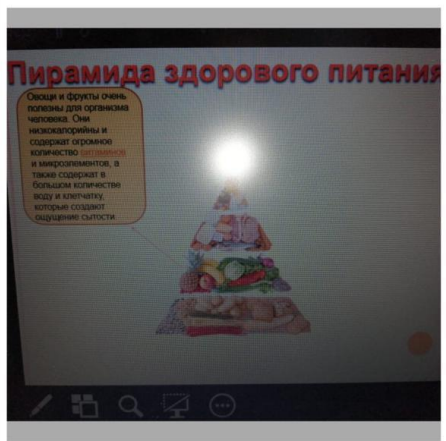 Пирамида здорового питания
Овощи и фрукты очень
полезны для организма
человека. Они
низкокалорийны и
содержат огромное
количество витаминов
и микроэлементов, а
также содержат в
большом количестве
воду и клетчатку,
которые создают
ощущение сытости